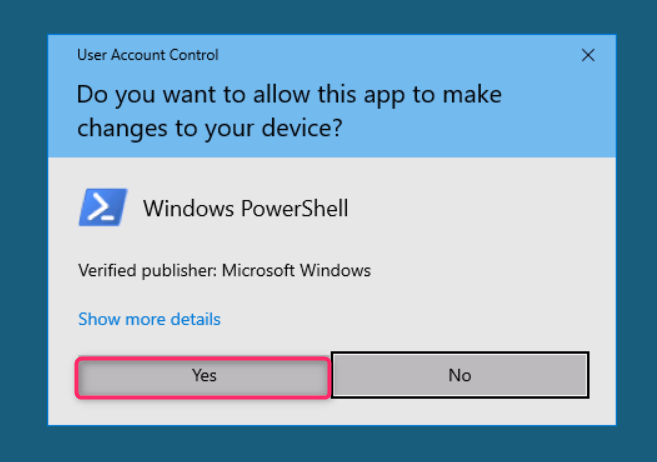 User Account Control
Do you want to allow this app to make
changes to your device?
Windows PowerShell
Verified publisher: Microsoft Windows
Show more details
Yes
No